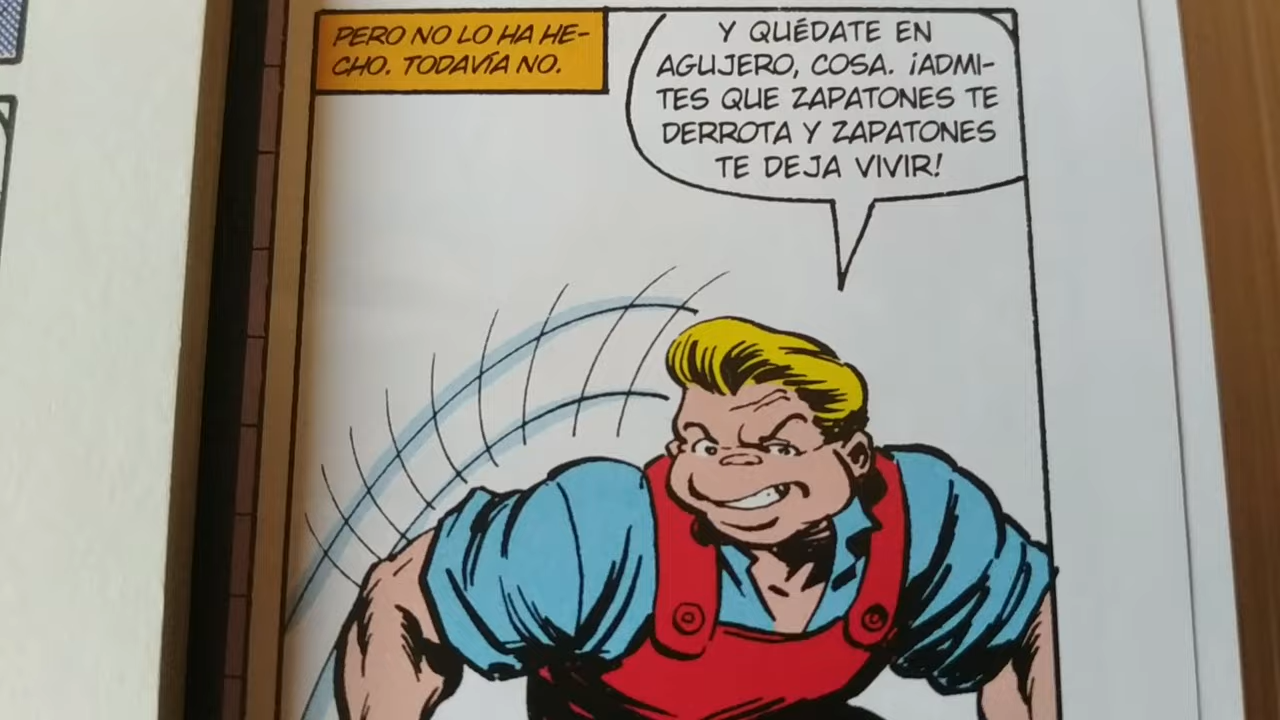 PERO NO LO HA HE-
CHO. TODAVÍA NO.
Y QUÉDATE EN
AGUJERO, COSA. ¡ADMI-
TES QUE ZAPATONES TE
DERROTA Y ZAPATONES
TE DEJA VIVIR!